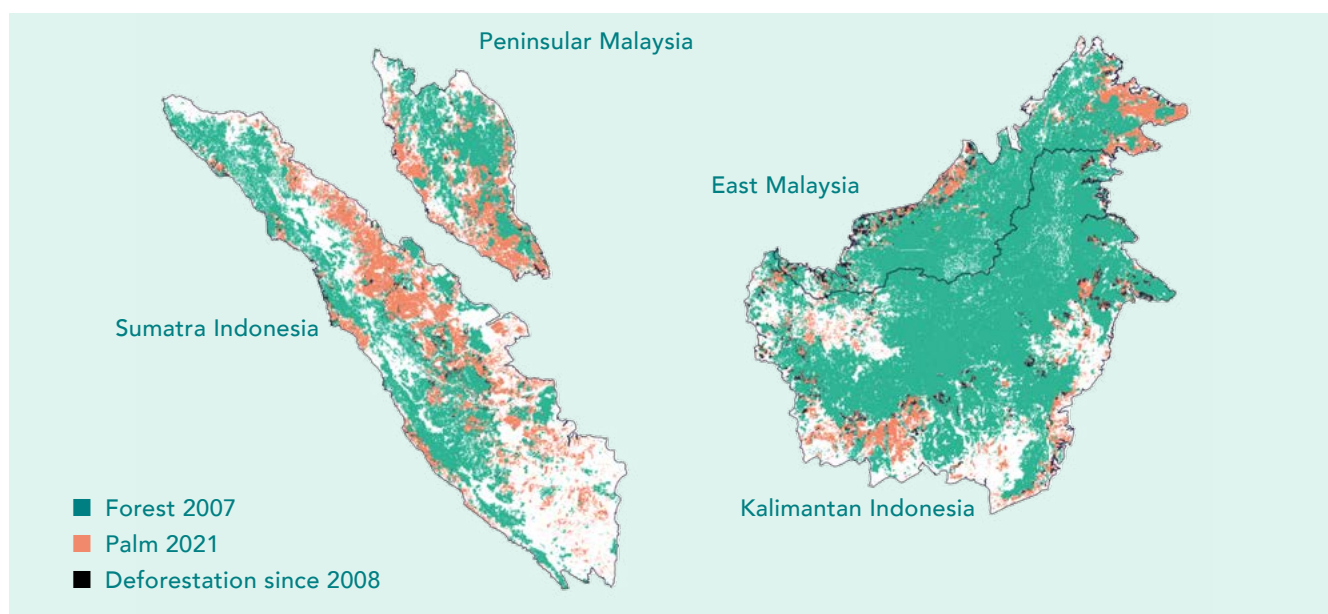 Peninsular Malaysia
East Malaysia
Sumatra Indonesia
Kalimantan Indonesia
Forest 2007
Palm 2021
Deforestation since 2008